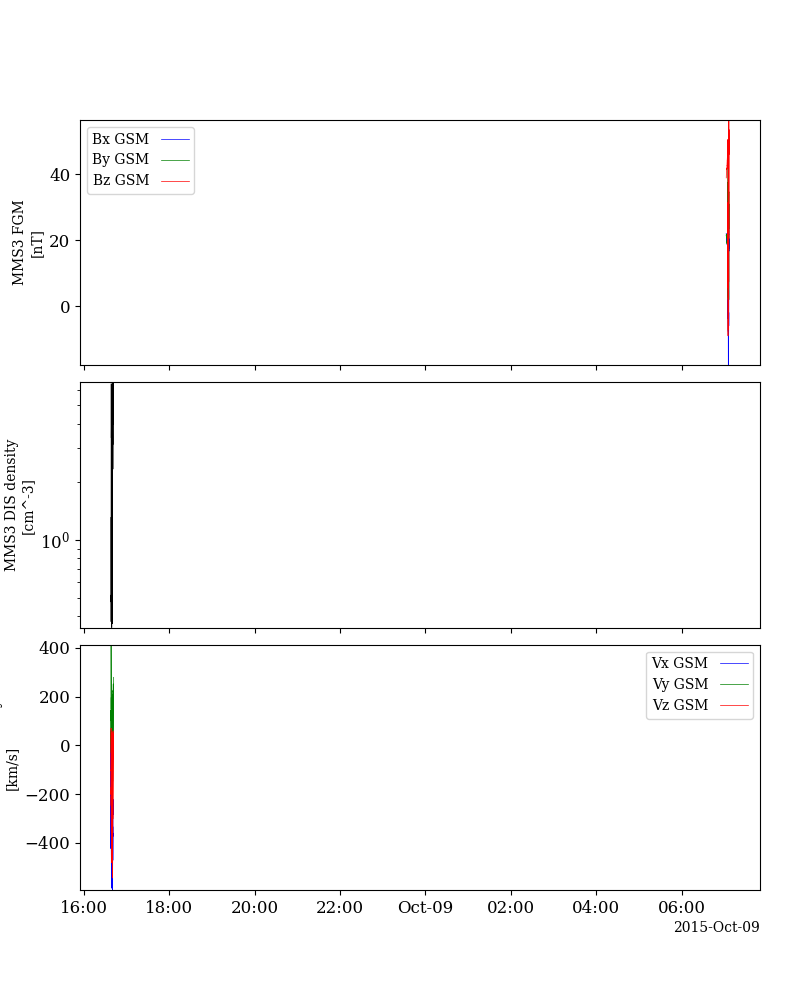 Bx GSM
By GSM
Bz GSM
MMS3 FGM
[nT]
40
20
0
MMS3 DIS density
[cm^-3]
10⁰
Vx GSM
Vy GSM
Vz GSM
[km/s]
400
200
0
−200
−400
16:00 18:00 20:00 22:00 Oct-09 02:00 04:00 06:00
2015-Oct-09